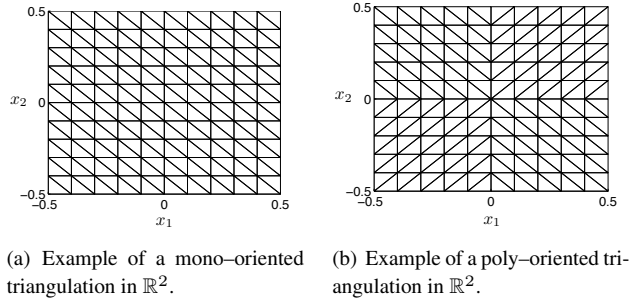 0.5
x₂
0
−0.5
−0.5
0
0.5
x₁
0.5
x₂
0
−0.5
−0.5
0
0.5
x₁
(a) Example of a mono–oriented
triangulation in ℝ².
(b) Example of a poly–oriented tri-
angulation in ℝ².